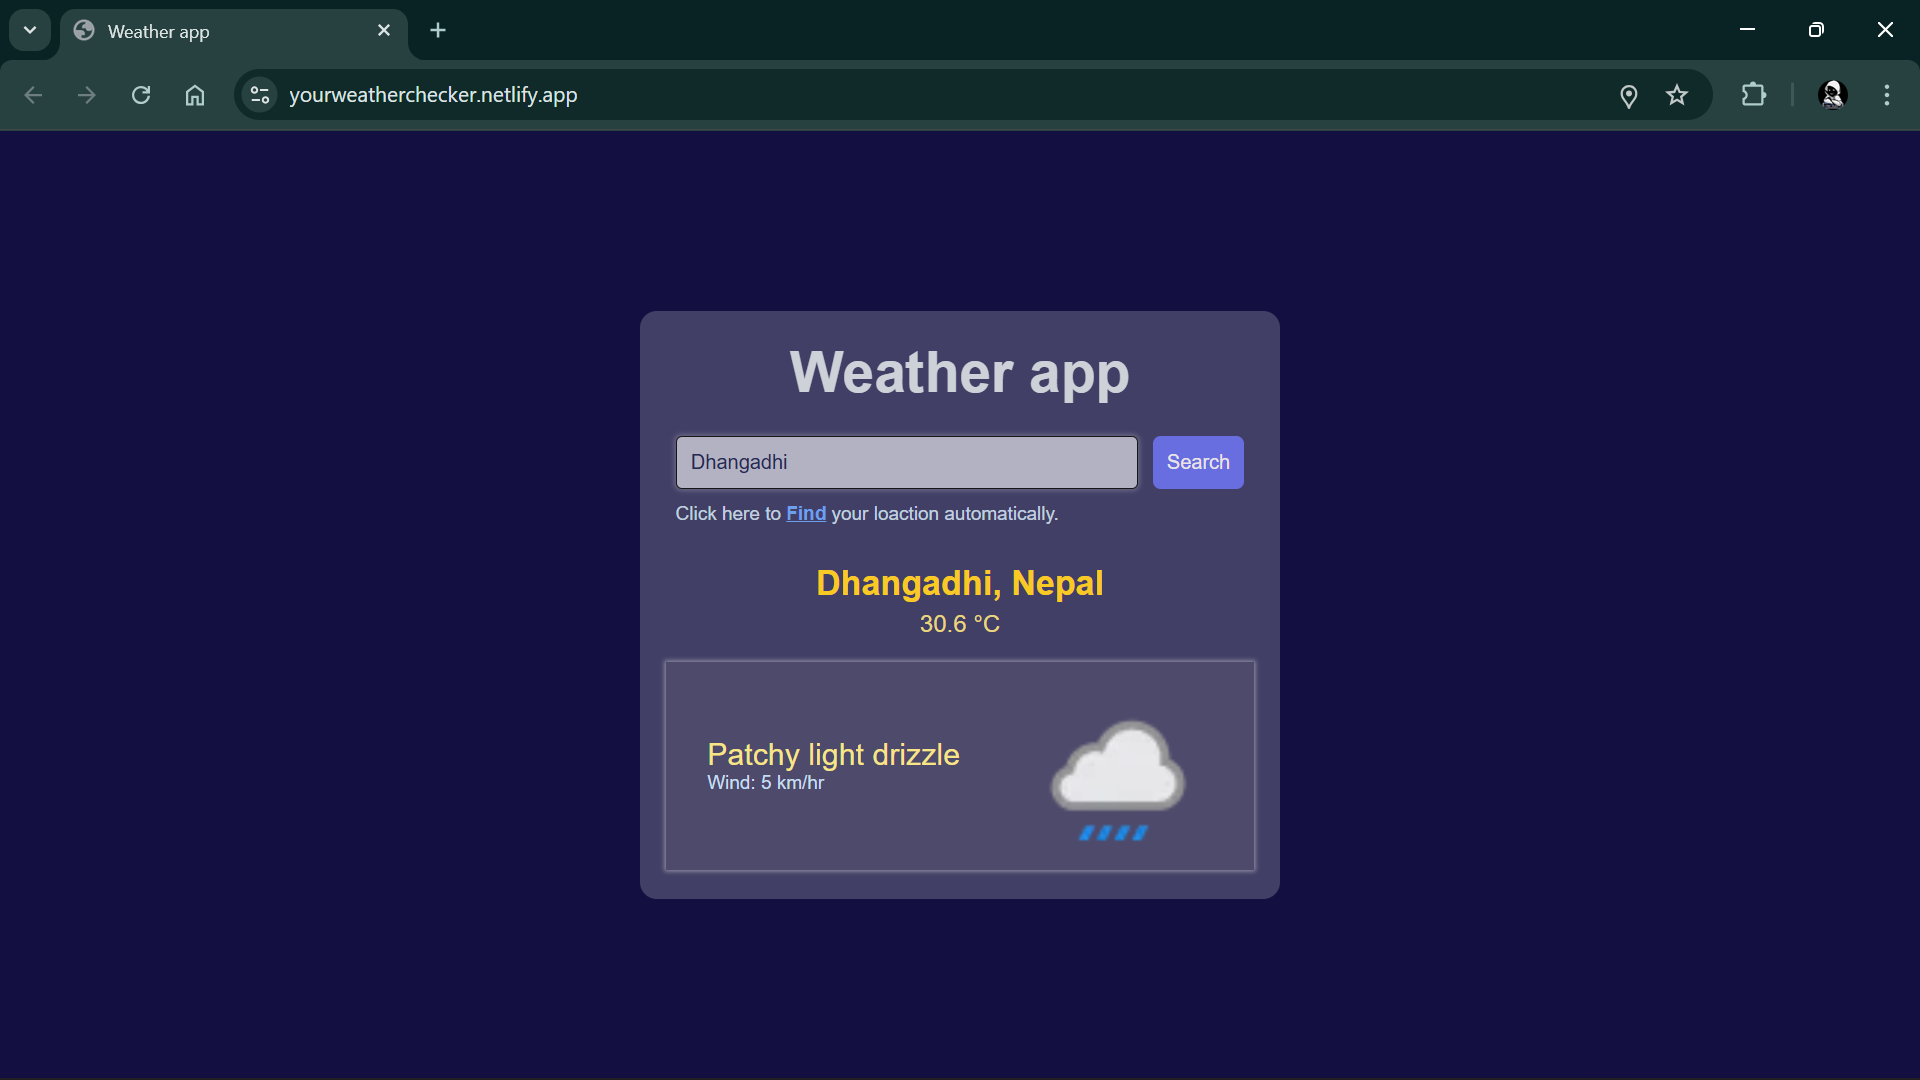 Weather app
yourweatherchecker.netlify.app
Weather app
Dhangadhi
Search
Click here to Find your loaction automatically.
Dhangadhi, Nepal
30.6 °C
Patchy light drizzle
Wind: 5 km/hr